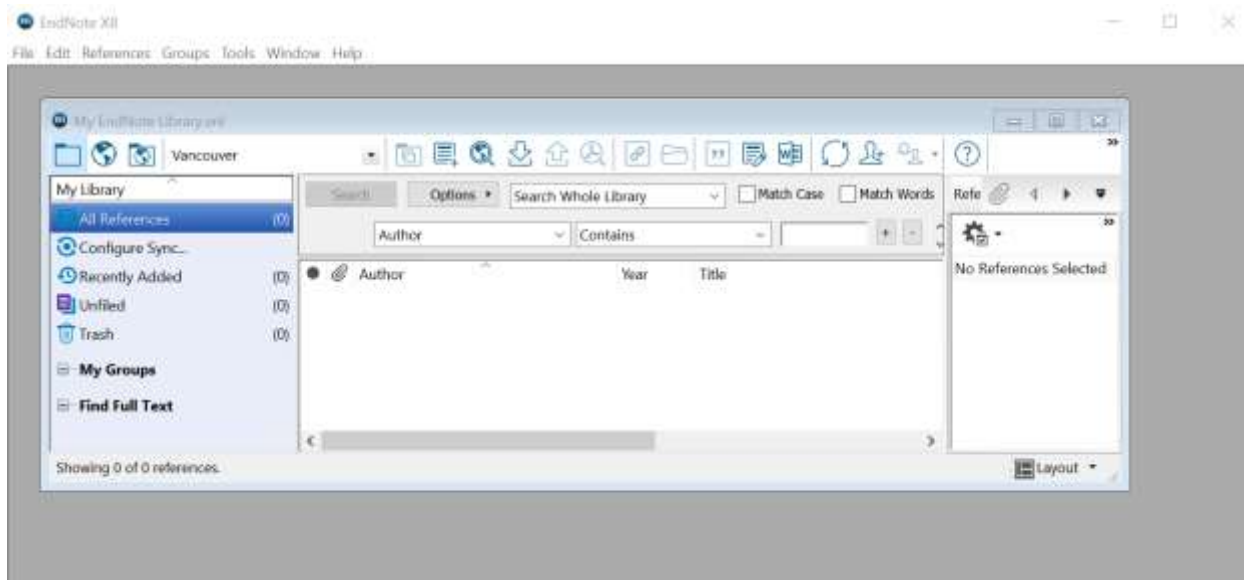 EndNote X8
File Edit References Groups Tools Window Help
My EndNote Library.enl
Vancouver
My Library
All References (0)
Configure Sync...
Recently Added (0)
Unfiled (0)
Trash (0)
My Groups
Find Full Text
Search Options Search Whole Library Match Case Match Words
Author Contains + -
Author Year Title
Refe
No References Selected
Showing 0 of 0 references.
Layout